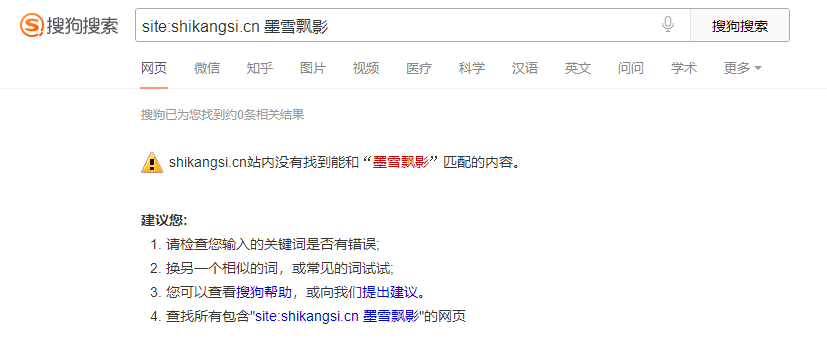 搜狗搜索 site:shikangsi.cn 墨雪飘影 搜狗搜索
网页 微信 知乎 图片 视频 医疗 科学 汉语 英文 问问 学术 更多
搜狗已为您找到约0条相关结果
shikangsi.cn站内没有找到能和“墨雪飘影”匹配的内容。
建议您:
1. 请检查您输入的关键词是否有错误;
2. 换另一个相似的词，或常见的词试试;
3. 您可以查看搜狗帮助，或向我们提出建议。
4. 查找所有包含"site:shikangsi.cn 墨雪飘影"的网页